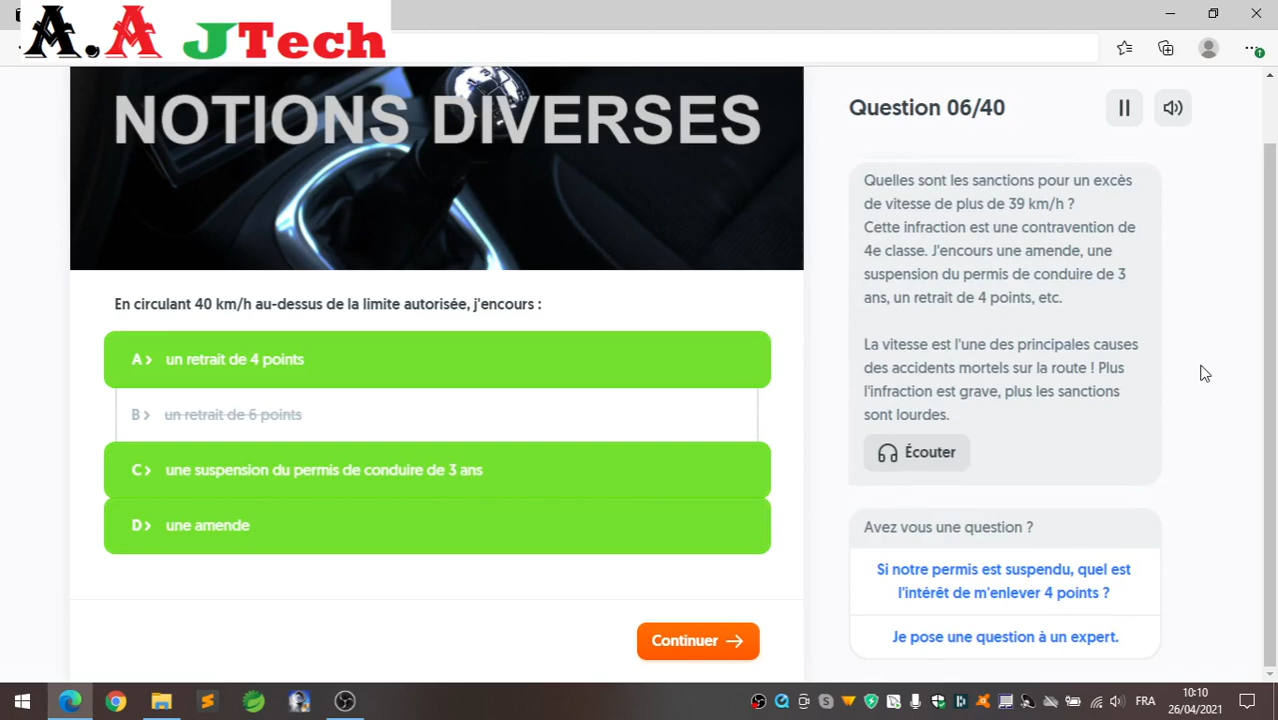 A.A JTech
NOTIONS DIVERSES
En circulant 40 km/h au-dessus de la limite autorisée, j'encours :
A > un retrait de 4 points
B > un retrait de 6 points
C > une suspension du permis de conduire de 3 ans
D > une amende
Continuer →
Question 06/40
Quelles sont les sanctions pour un excès
de vitesse de plus de 39 km/h ?
Cette infraction est une contravention de
4e classe. J'encours une amende, une
suspension du permis de conduire de 3
ans, un retrait de 4 points, etc.
La vitesse est l'une des principales causes
des accidents mortels sur la route ! Plus
l'infraction est grave, plus les sanctions
sont lourdes.
Écouter
Avez vous une question ?
Si notre permis est suspendu, quel est
l'intérêt de m'enlever 4 points ?
Je pose une question à un expert.
FRA
10:10
26/04/2021